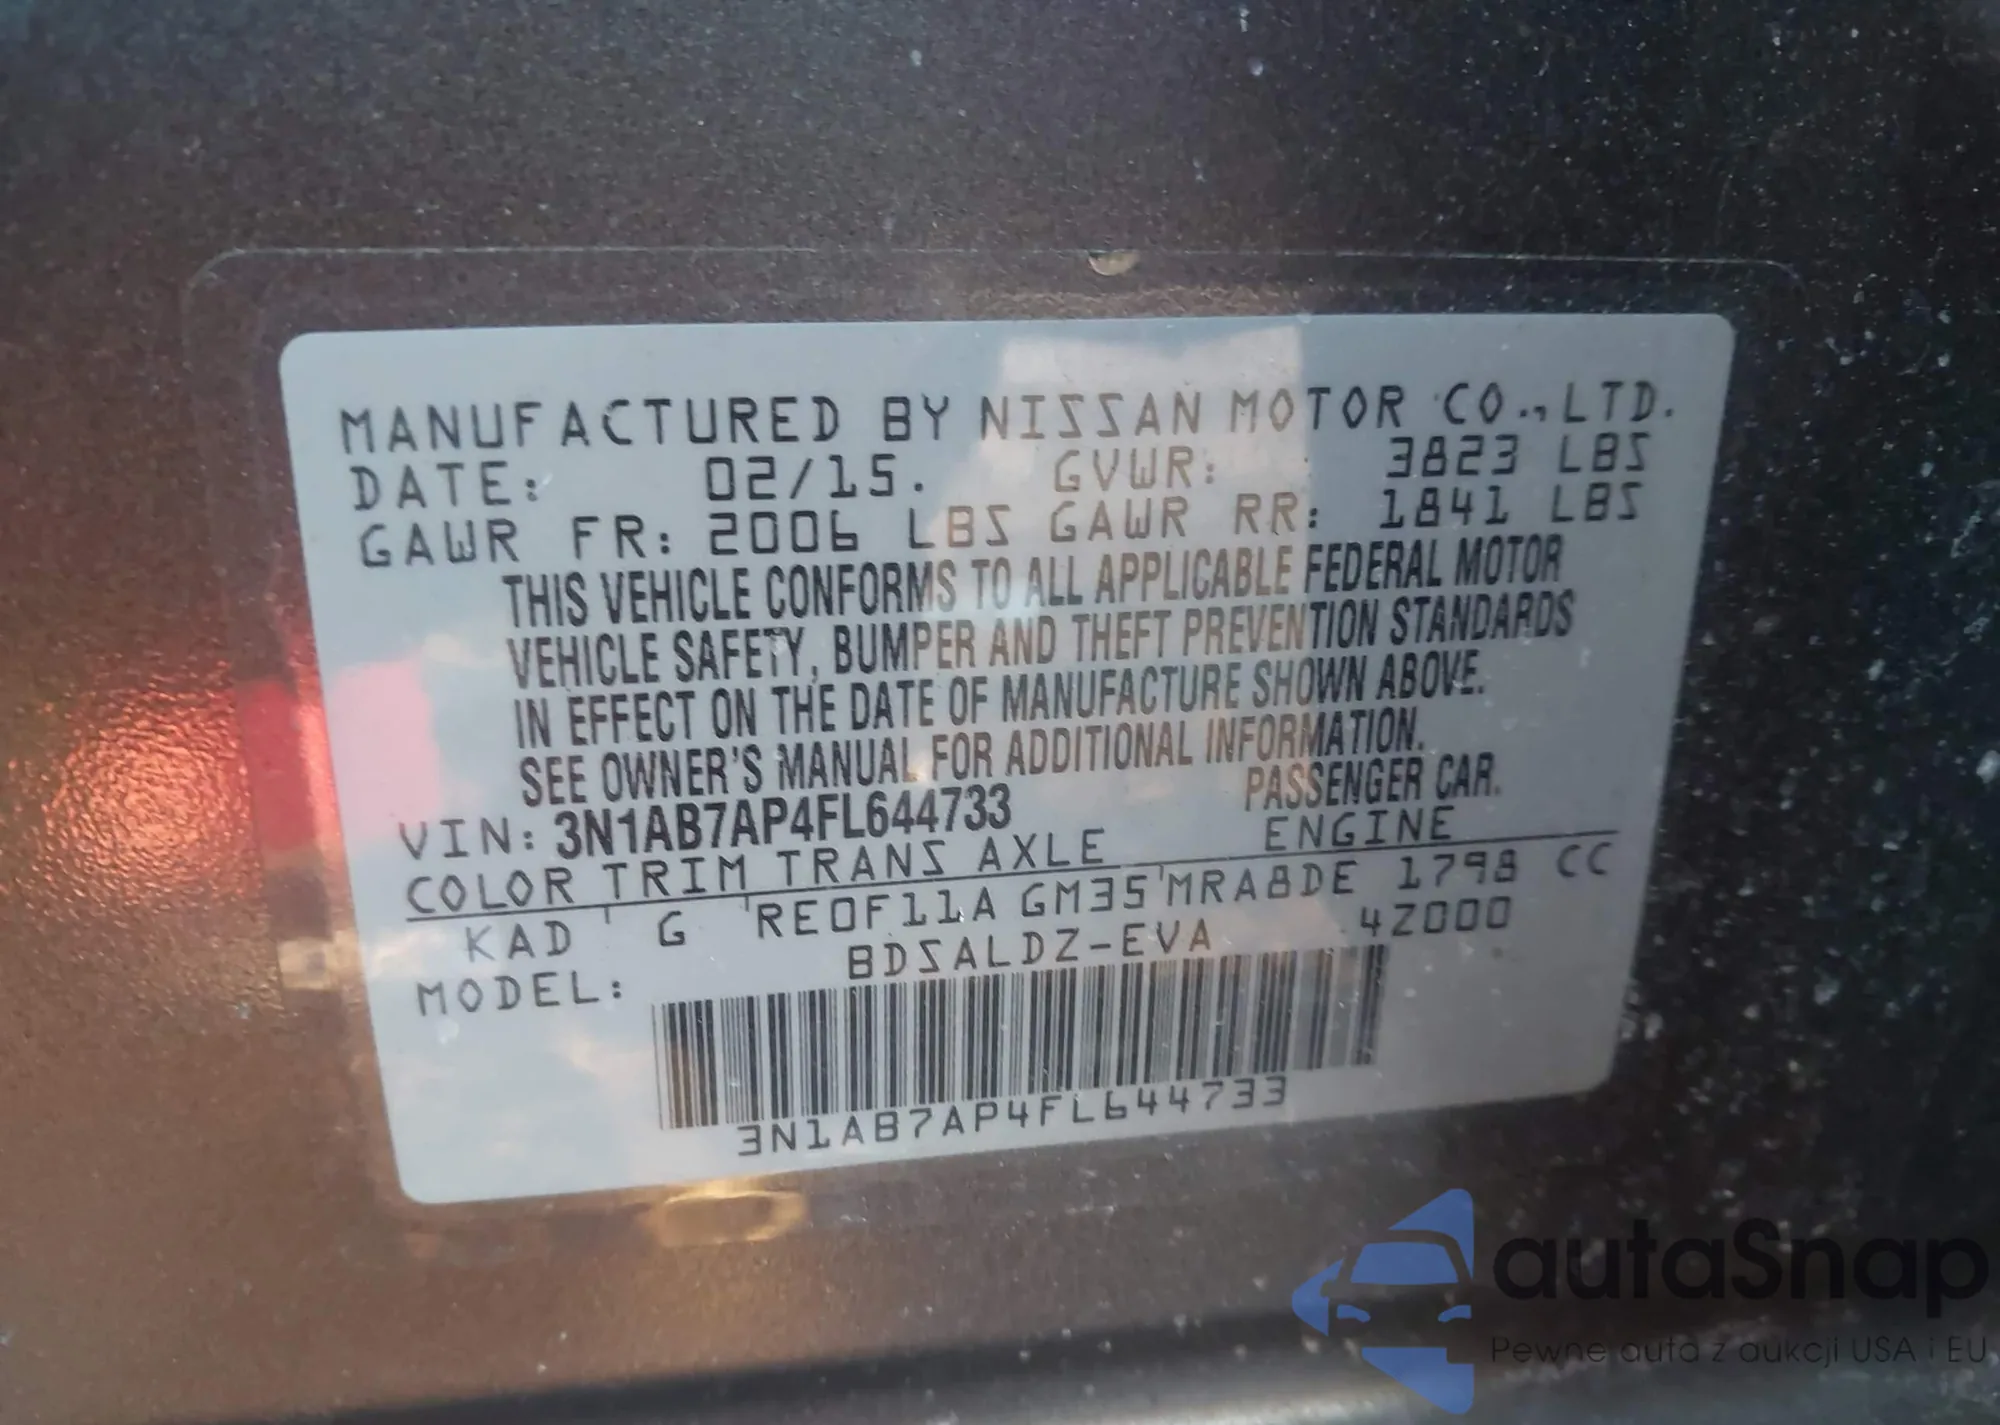 MANUFACTURED BY NISSAN MOTOR CO., LTD.
DATE: 02/15. GVWR: 3823 LBS
GAWR FR: 2006 LBS GAWR RR: 1841 LBS
THIS VEHICLE CONFORMS TO ALL APPLICABLE FEDERAL MOTOR
VEHICLE SAFETY, BUMPER AND THEFT PREVENTION STANDARDS
IN EFFECT ON THE DATE OF MANUFACTURE SHOWN ABOVE.
SEE OWNER'S MANUAL FOR ADDITIONAL INFORMATION.
VIN: 3N1AB7AP4FL644733 PASSENGER CAR.
COLOR TRIM TRANS AXLE ENGINE
KAD G RE0F11A GM35 MRA8DE 1798 CC
MODEL: BDSALDZ-EVA 4Z000
3N1AB7AP4FL644733
autaSnap
Pewne auta z aukcji USA i EU